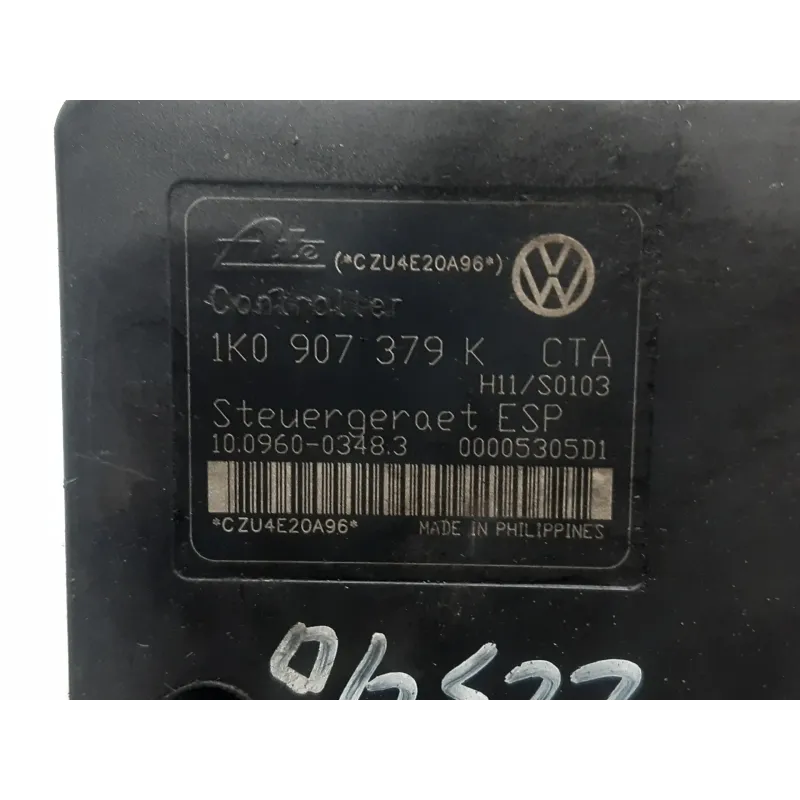 Ate (*CZU4E20A96*)
Controller
1K0 907 379 K CTA
H11/S0103
Steuergeraet ESP
10.0960-0348.3 00005305D1
*CZU4E20A96* MADE IN PHILIPPINES